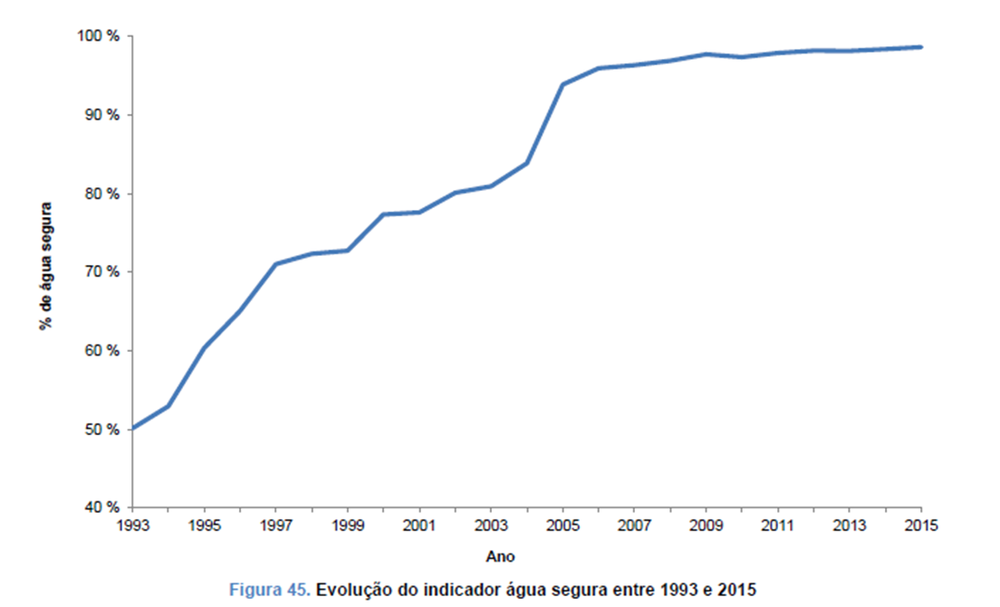 100 %
90 %
80 %
70 %
60 %
50 %
40 %
% de água segura
1993 1995 1997 1999 2001 2003 2005 2007 2009 2011 2013 2015
Ano
Figura 45. Evolução do indicador água segura entre 1993 e 2015